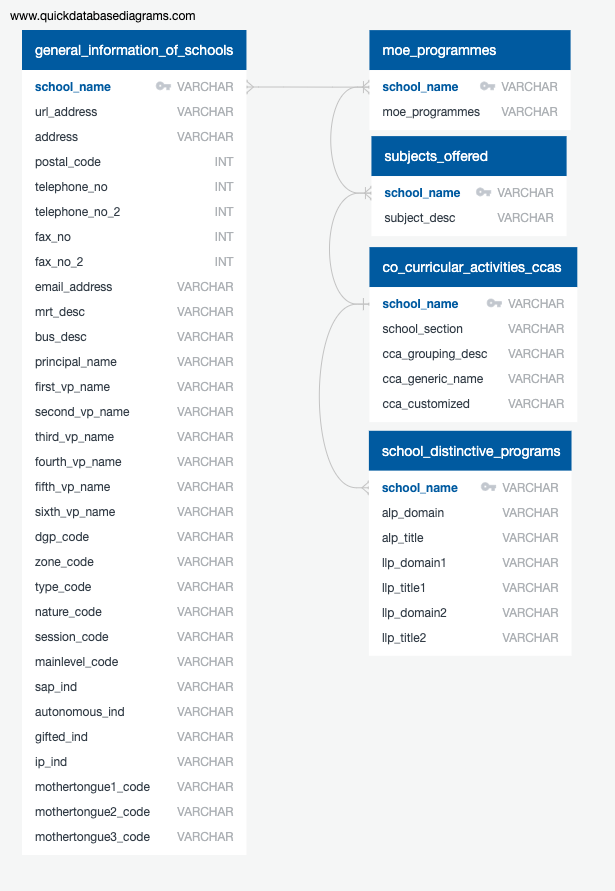 www.quickdatabasediagrams.com
general_information_of_schools
school_name VARCHAR
url_address VARCHAR
address VARCHAR
postal_code INT
telephone_no INT
telephone_no_2 INT
fax_no INT
fax_no_2 INT
email_address VARCHAR
mrt_desc VARCHAR
bus_desc VARCHAR
principal_name VARCHAR
first_vp_name VARCHAR
second_vp_name VARCHAR
third_vp_name VARCHAR
fourth_vp_name VARCHAR
fifth_vp_name VARCHAR
sixth_vp_name VARCHAR
dgp_code VARCHAR
zone_code VARCHAR
type_code VARCHAR
nature_code VARCHAR
session_code VARCHAR
mainlevel_code VARCHAR
sap_ind VARCHAR
autonomous_ind VARCHAR
gifted_ind VARCHAR
ip_ind VARCHAR
mothertongue1_code VARCHAR
mothertongue2_code VARCHAR
mothertongue3_code VARCHAR
moe_programmes
school_name VARCHAR
moe_programmes VARCHAR
subjects_offered
school_name VARCHAR
subject_desc VARCHAR
co_curricular_activities_ccas
school_name VARCHAR
school_section VARCHAR
cca_grouping_desc VARCHAR
cca_generic_name VARCHAR
cca_customized VARCHAR
school_distinctive_programs
school_name VARCHAR
alp_domain VARCHAR
alp_title VARCHAR
llp_domain1 VARCHAR
llp_title1 VARCHAR
llp_domain2 VARCHAR
llp_title2 VARCHAR